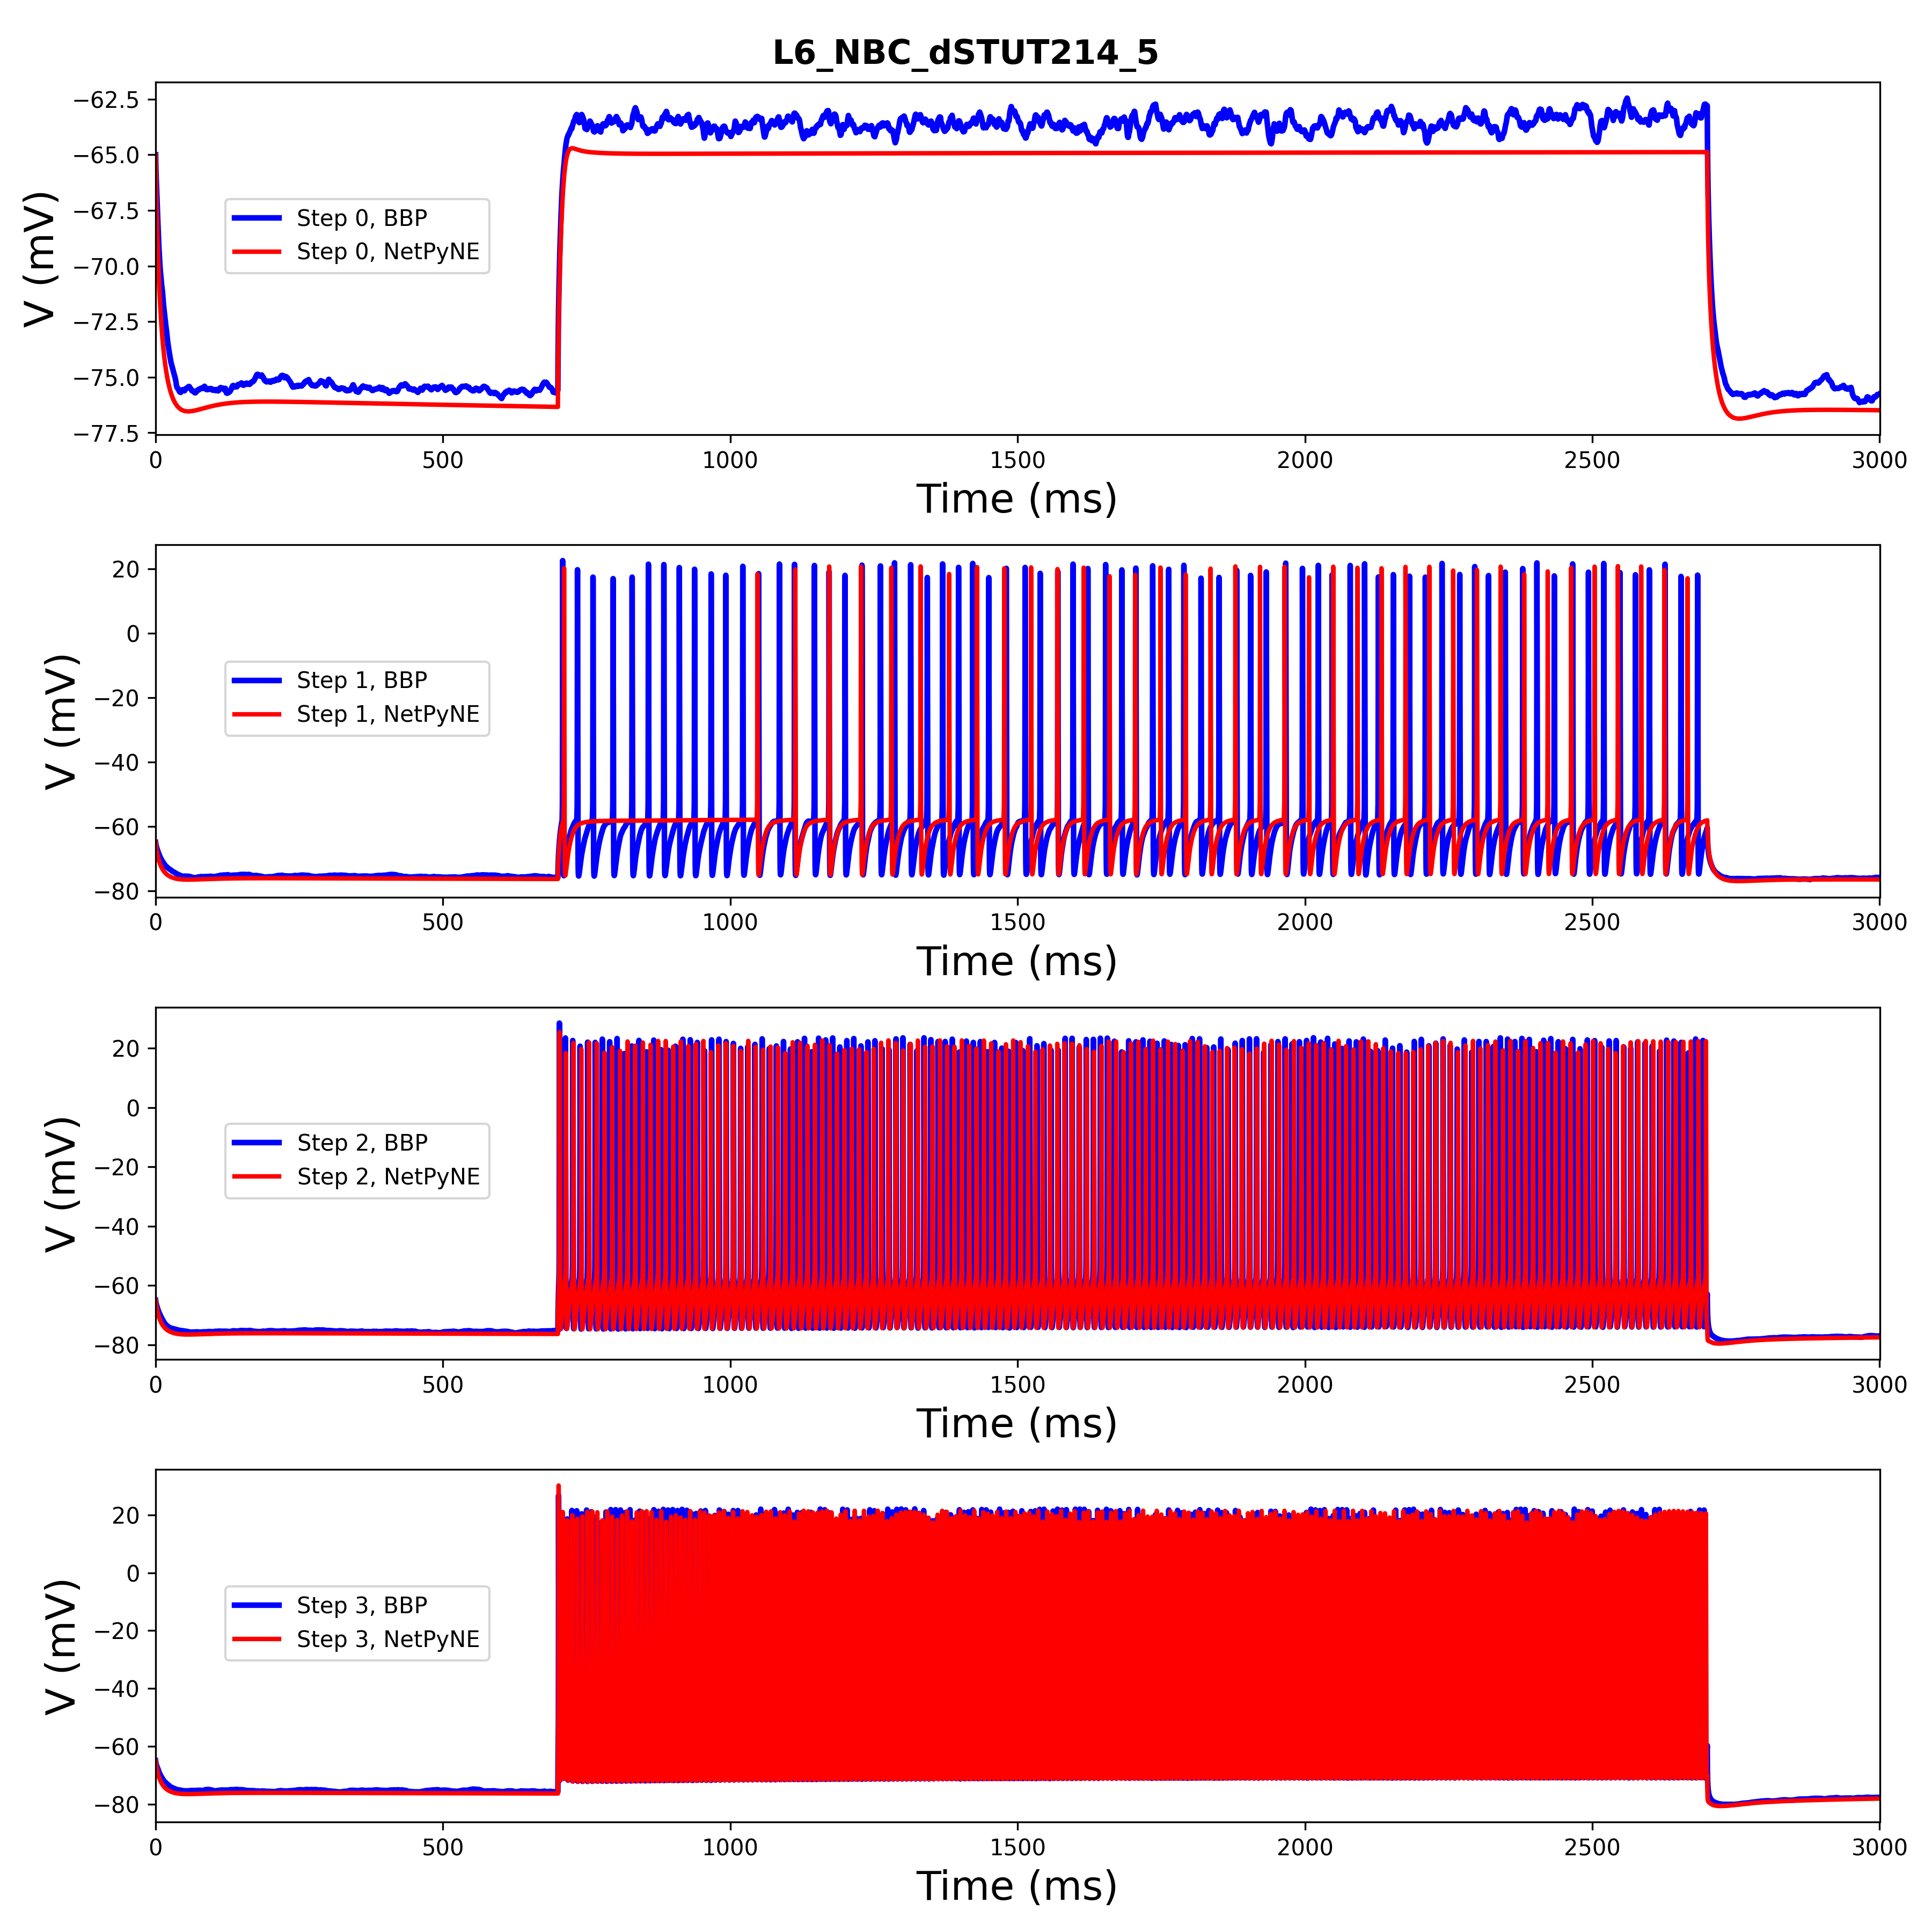 L6_NBC_dSTUT214_5
−62.5
−65.0
−67.5
−70.0
−72.5
−75.0
−77.5
V (mV)
Step 0, BBP
Step 0, NetPyNE
0 500 1000 1500 2000 2500 3000
Time (ms)
20
0
−20
−40
−60
−80
V (mV)
Step 1, BBP
Step 1, NetPyNE
0 500 1000 1500 2000 2500 3000
Time (ms)
20
0
−20
−40
−60
−80
V (mV)
Step 2, BBP
Step 2, NetPyNE
0 500 1000 1500 2000 2500 3000
Time (ms)
20
0
−20
−40
−60
−80
V (mV)
Step 3, BBP
Step 3, NetPyNE
0 500 1000 1500 2000 2500 3000
Time (ms)